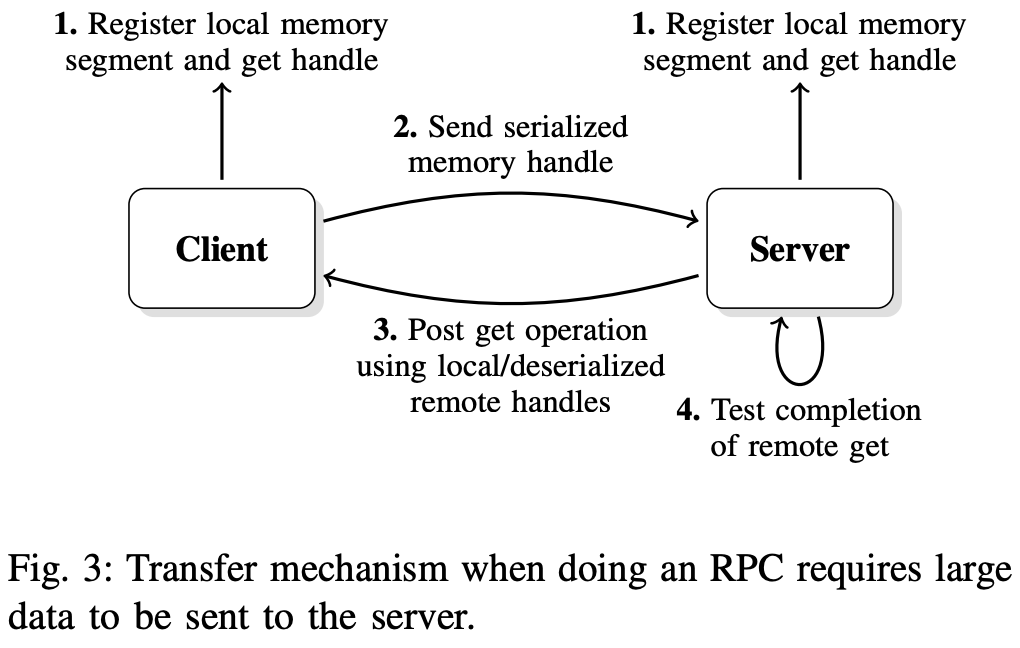 1. Register local memory
segment and get handle
1. Register local memory
segment and get handle
2. Send serialized
memory handle
Client
Server
3. Post get operation
using local/deserialized
remote handles
4. Test completion
of remote get
Fig. 3: Transfer mechanism when doing an RPC requires large
data to be sent to the server.